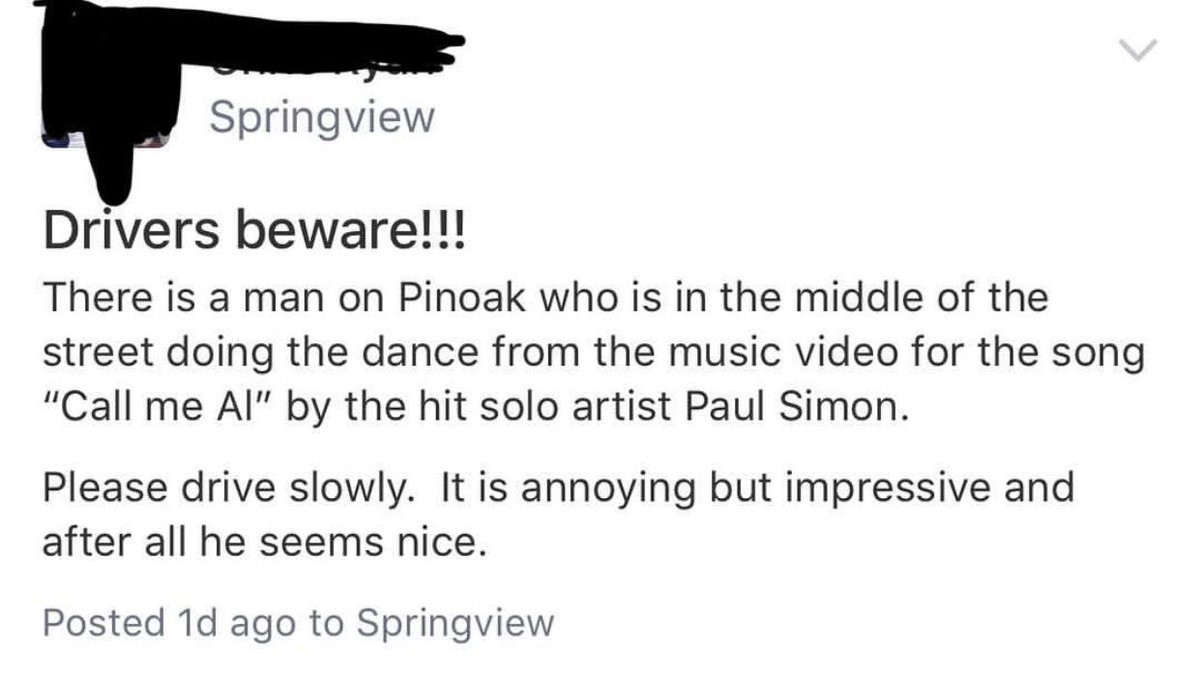 Springview
Drivers beware!!!
There is a man on Pinoak who is in the middle of the
street doing the dance from the music video for the song
“Call me Al” by the hit solo artist Paul Simon.
Please drive slowly.  It is annoying but impressive and
after all he seems nice.
Posted 1d ago to Springview